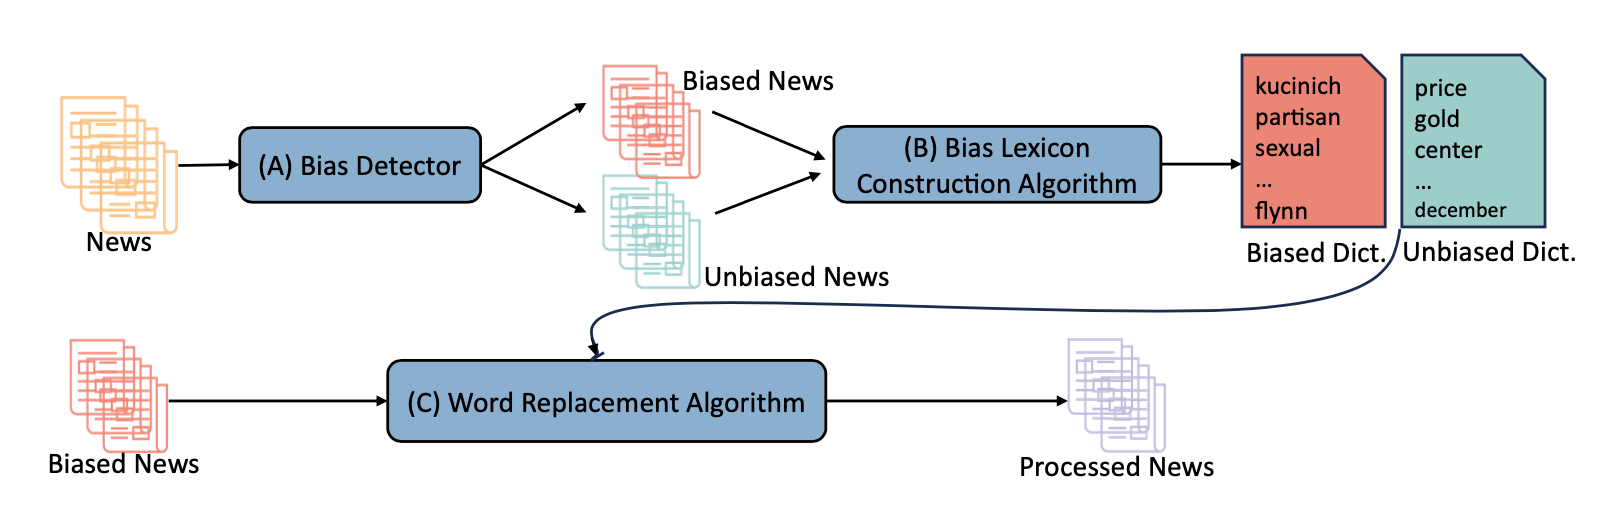 News
(A) Bias Detector
Biased News
Unbiased News
(B) Bias Lexicon
Construction Algorithm
kucinich
partisan
sexual
...
flynn
Biased Dict.
price
gold
center
...
december
Unbiased Dict.
Biased News
(C) Word Replacement Algorithm
Processed News